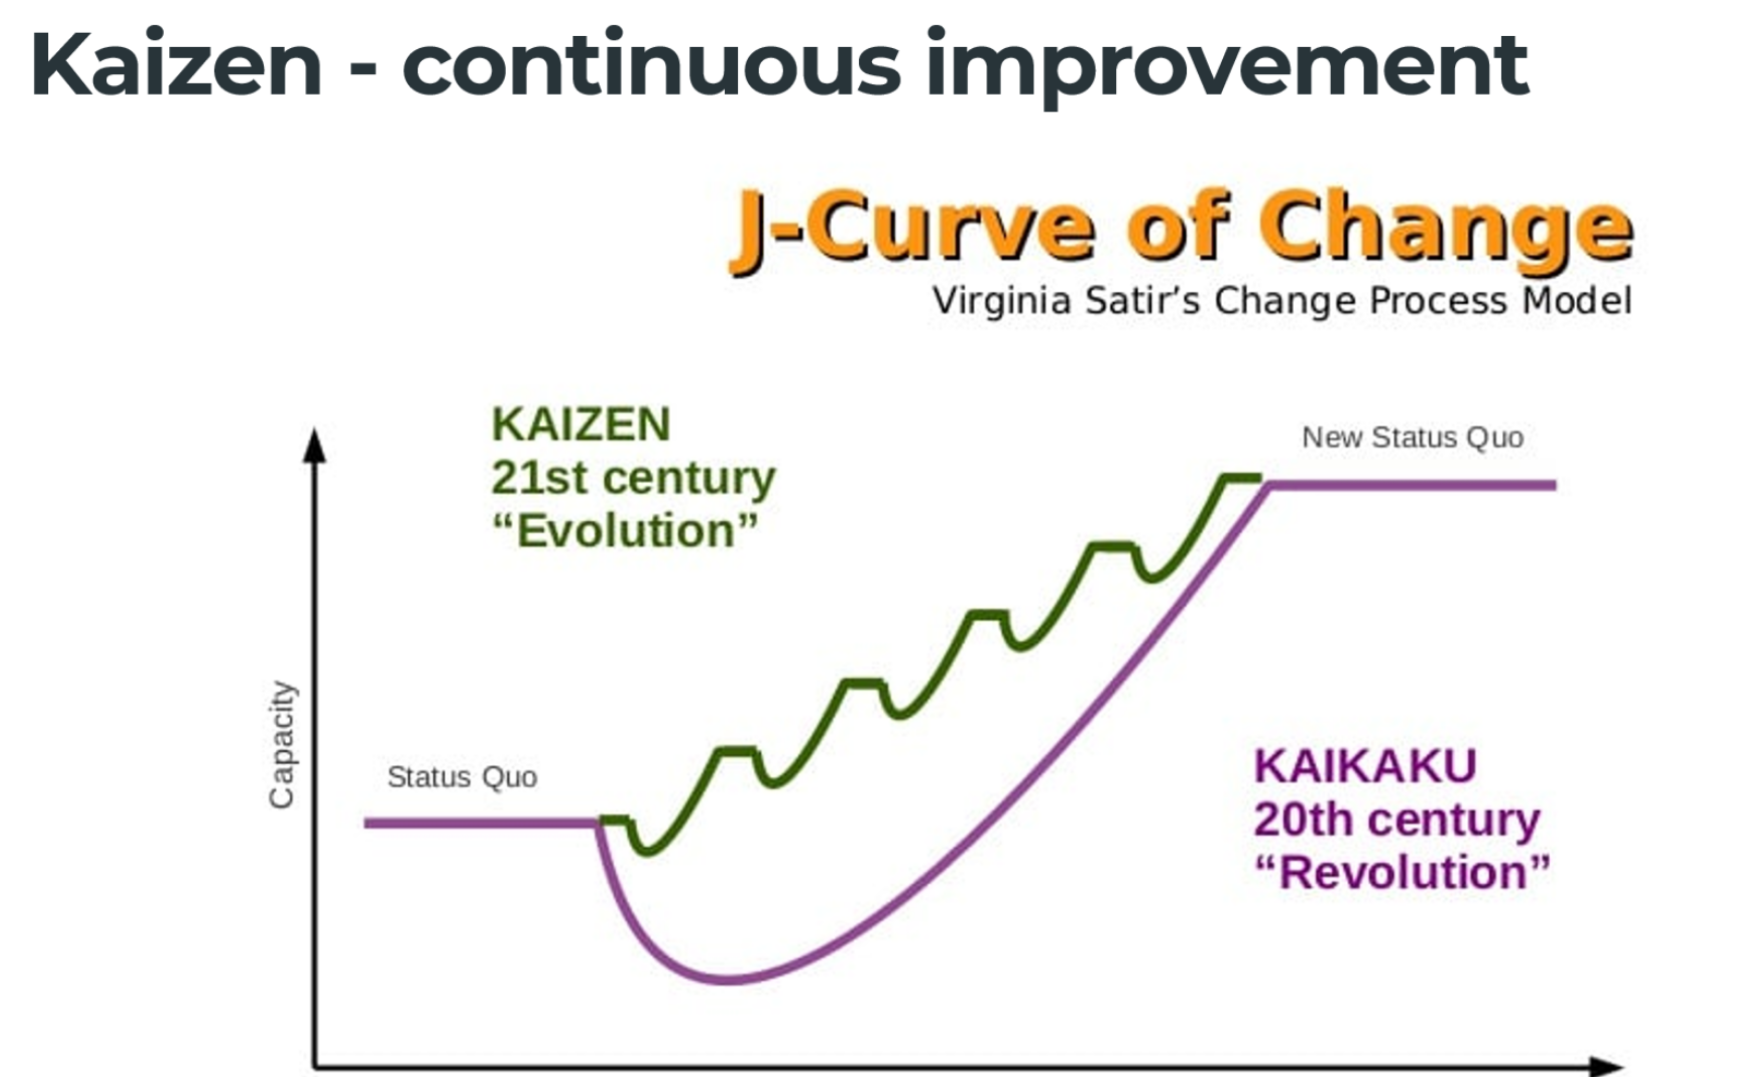 Kaizen - continuous improvement
J-Curve of Change
Virginia Satir’s Change Process Model
KAIZEN
21st century
“Evolution”
New Status Quo
Capacity
Status Quo
KAIKAKU
20th century
“Revolution”